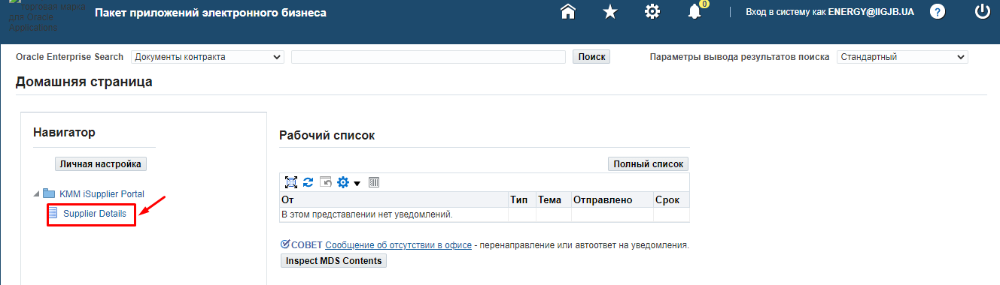 торговая марка
для Oracle
Applications
Пакет приложений электронного бизнеса
0
Вход в систему как ENERGY@IIGJB.UA
?
Oracle Enterprise Search
Документы контракта
Поиск
Параметры вывода результатов поиска
Стандартный
Домашняя страница
Навигатор
Личная настройка
KMM iSupplier Portal
Supplier Details
Рабочий список
Полный список
От Тип Тема Отправлено Срок
В этом представлении нет уведомлений.
СОВЕТ Сообщение об отсутствии в офисе - перенаправление или автоответ на уведомления.
Inspect MDS Contents